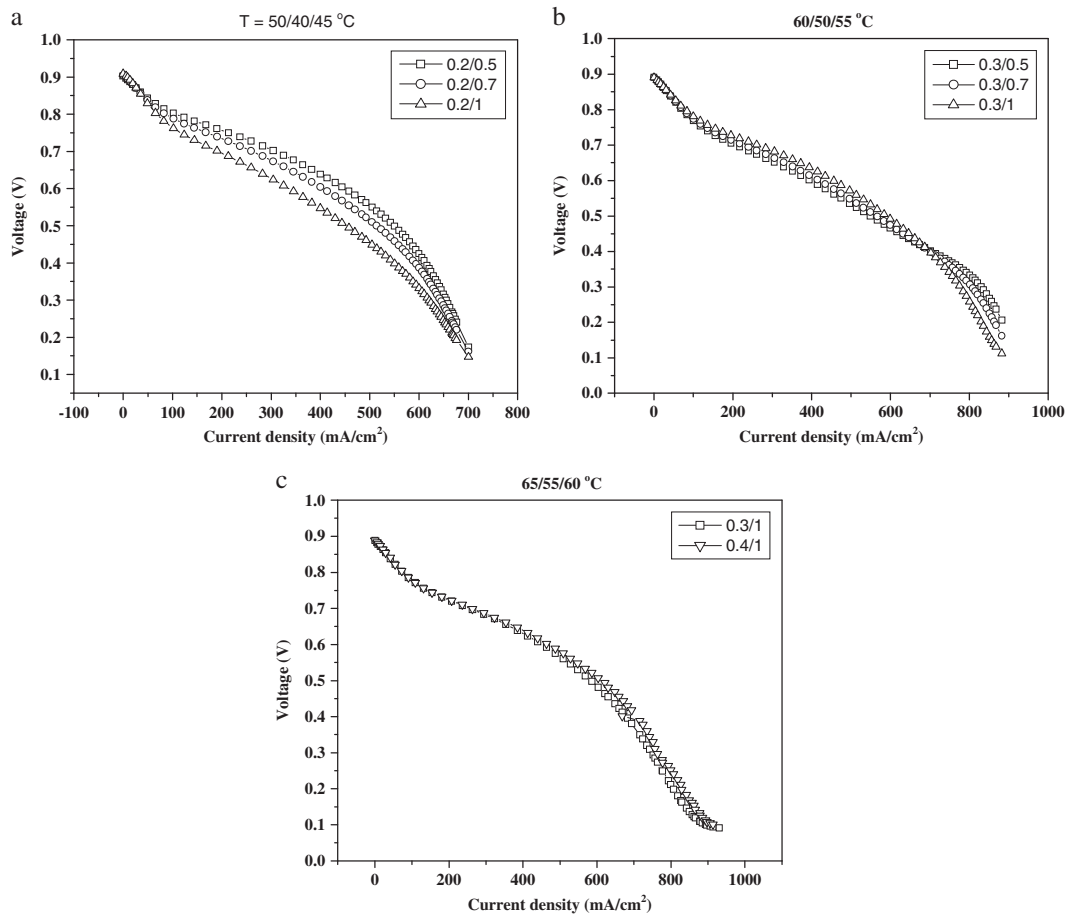 a
T = 50/40/45 °C
1.0
0.9
0.8
0.7
0.6
0.5
0.4
0.3
0.2
0.1
Voltage (V)
0.2/0.5
0.2/0.7
0.2/1
-100 0 100 200 300 400 500 600 700 800
Current density (mA/cm²)
b
60/50/55 °C
1.0
0.9
0.8
0.7
0.6
0.5
0.4
0.3
0.2
0.1
0.0
Voltage (V)
0.3/0.5
0.3/0.7
0.3/1
0 200 400 600 800 1000
Current density (mA/cm²)
c
65/55/60 °C
1.0
0.9
0.8
0.7
0.6
0.5
0.4
0.3
0.2
0.1
0.0
Voltage (V)
0.3/1
0.4/1
0 200 400 600 800 1000
Current density (mA/cm²)